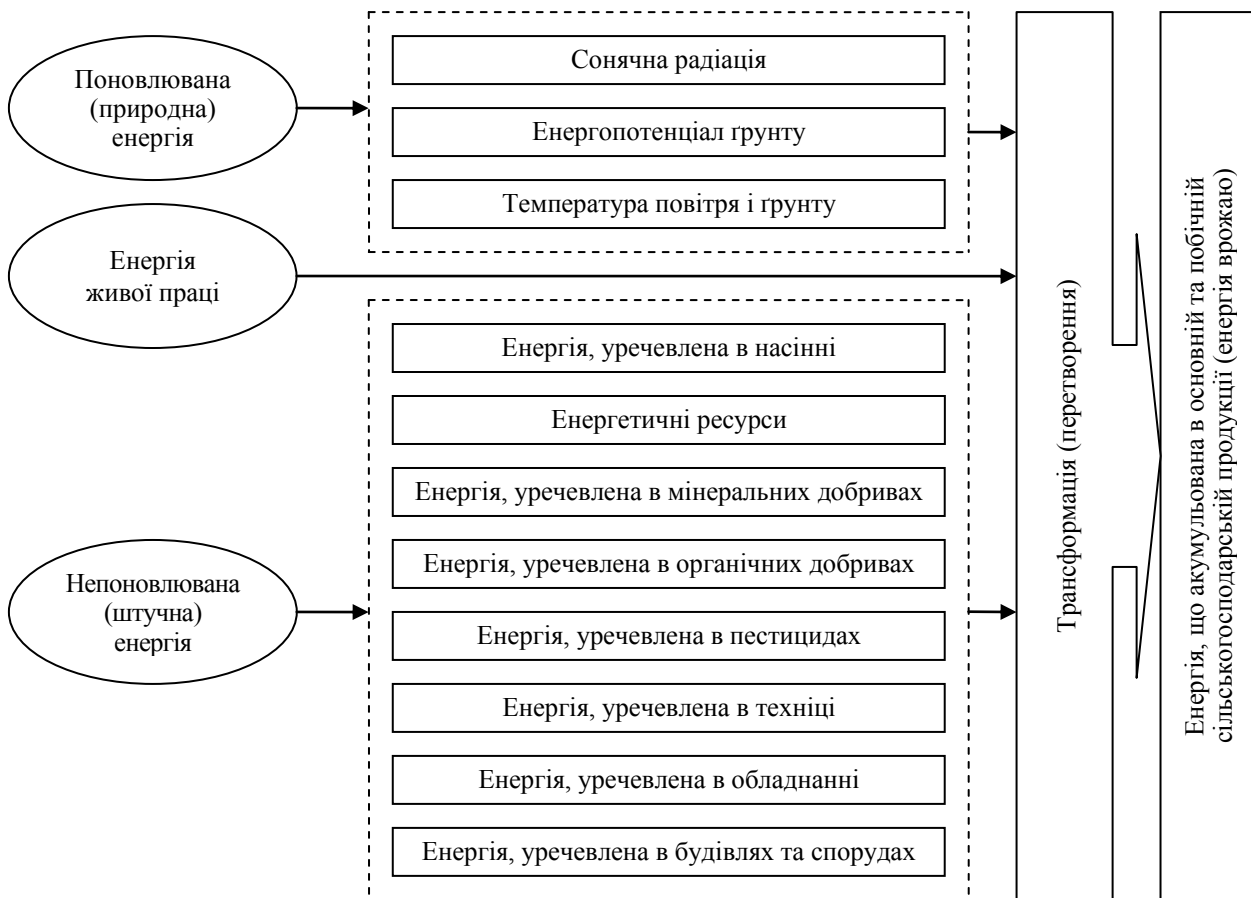 Поновлювана
(природна)
енергія
Сонячна радіація
Енергопотенціал ґрунту
Температура повітря і ґрунту
Енергія
живої праці
Енергія, уречевлена в насінні
Енергетичні ресурси
Енергія, уречевлена в мінеральних добривах
Енергія, уречевлена в органічних добривах
Непоновлювана
(штучна)
енергія
Енергія, уречевлена в пестицидах
Енергія, уречевлена в техніці
Енергія, уречевлена в обладнанні
Енергія, уречевлена в будівлях та спорудах
Трансформація (перетворення)
Енергія, що акумульована в основній та побічній
сільськогосподарській продукції (енергія врожаю)